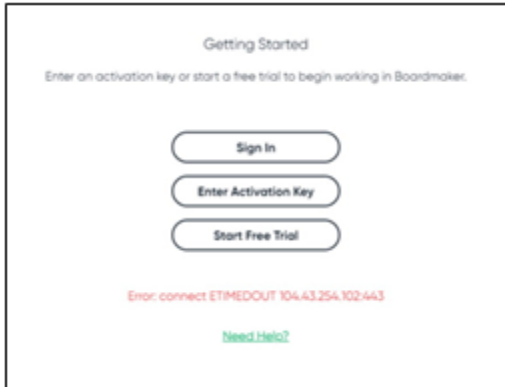 Getting Started
Enter an activation key or start a free trial to begin working in Boardmaker.
Sign In
Enter Activation Key
Start Free Trial
Error: connect ETIMEDOUT 104.43.254.102:443
Need Help?